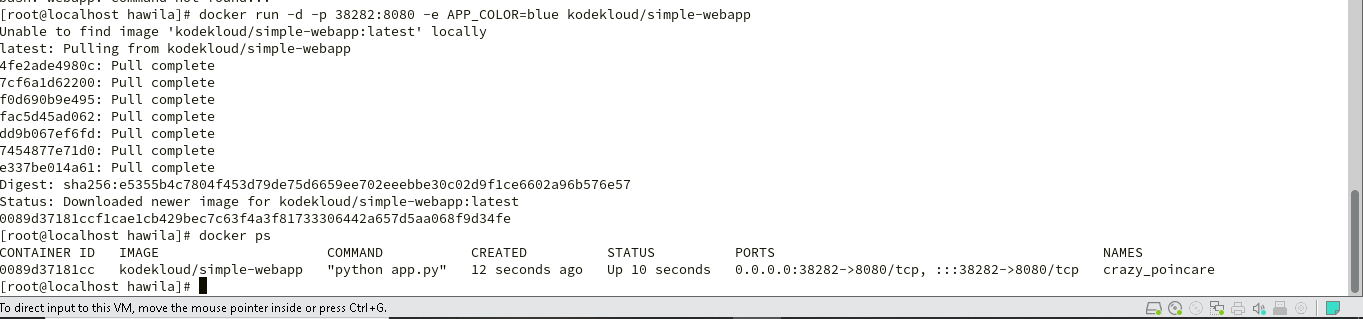 [root@localhost hawila]# docker run -d -p 38282:8080 -e APP_COLOR=blue kodekloud/simple-webapp
Unable to find image 'kodekloud/simple-webapp:latest' locally
latest: Pulling from kodekloud/simple-webapp
4fe2ade4980c: Pull complete
7cf6a1d62200: Pull complete
f0d690b9e495: Pull complete
fac5d45ad062: Pull complete
dd9b067ef6fd: Pull complete
7454877e71d0: Pull complete
e337be014a61: Pull complete
Digest: sha256:e5355b4c7804f453d79de75d6659ee702eeebbe30c02d9f1ce6602a96b576e57
Status: Downloaded newer image for kodekloud/simple-webapp:latest
0089d37181ccf1cae1cb429bec7c63f4a3f81733306442a657d5aa068f9d34fe
[root@localhost hawila]# docker ps
CONTAINER ID   IMAGE                     COMMAND           CREATED          STATUS          PORTS                                         NAMES
0089d37181cc   kodekloud/simple-webapp   "python app.py"   12 seconds ago   Up 10 seconds   0.0.0.0:38282->8080/tcp, :::38282->8080/tcp   crazy_poincare
[root@localhost hawila]#
To direct input to this VM, move the mouse pointer inside or press Ctrl+G.